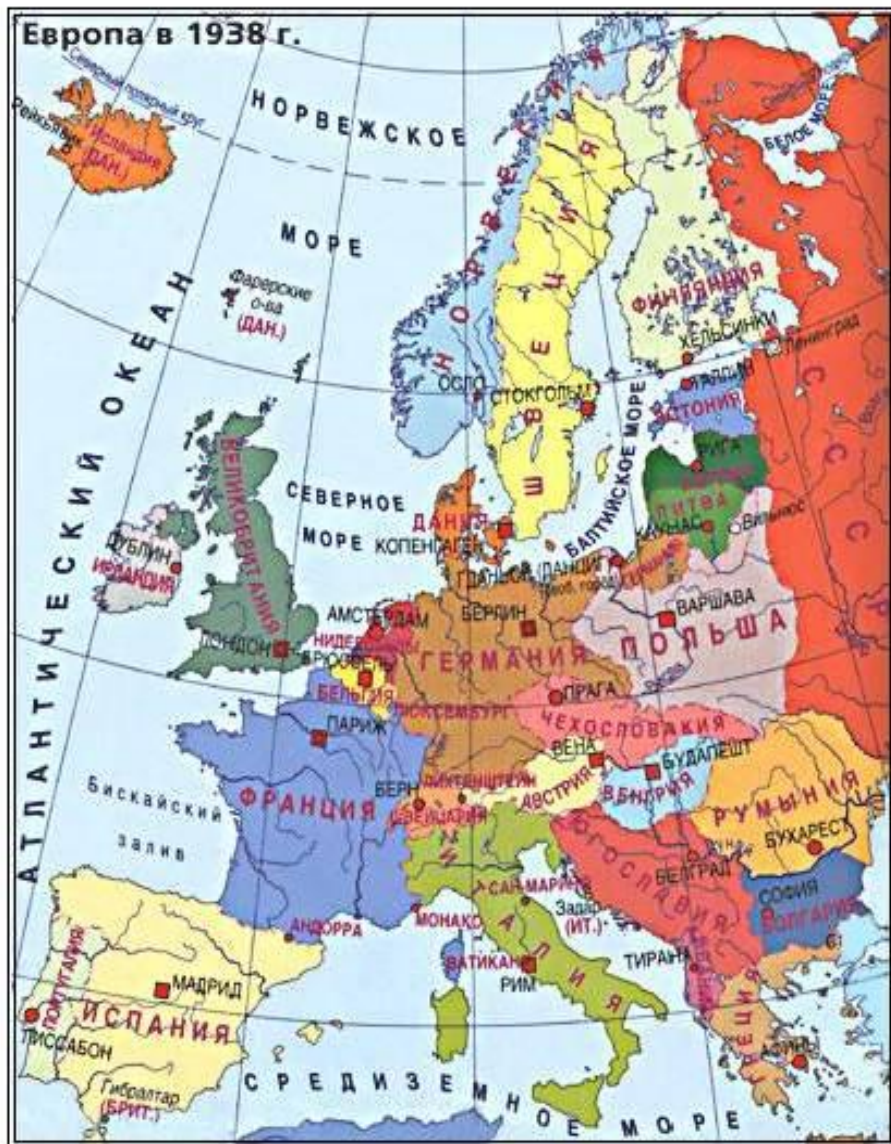 Европа в 1938 г.
Северный полярный круг
НОРВЕЖСКОЕ
МОРЕ
БЕЛОЕ МОРЕ
Рейкьявик
Исландия
(ДАН.)
Фарерские
о-ва
(ДАН.)
АТЛАНТИЧЕСКИЙ ОКЕАН
НОРВЕГИЯ
ШВЕЦИЯ
ФИНЛЯНДИЯ
ХЕЛЬСИНКИ
Ленинград
ОСЛО
СТОКГОЛЬМ
ТАЛЛИН
ЭСТОНИЯ
БАЛТИЙСКОЕ МОРЕ
РИГА
ЛИТВА
КАУНАС
Вильнюс
ВЕЛИКОБРИТАНИЯ
СЕВЕРНОЕ
МОРЕ
ДАНИЯ
КОПЕНГАГЕН
ДУБЛИН
ИРЛАНДИЯ
ГДАНЬСК (ДАНЦИГ)
ЛОНДОН
АМСТЕРДАМ
БЕРЛИН
ВАРШАВА
ПОЛЬША
НИДЕРЛАНДЫ
ГЕРМАНИЯ
БРЮССЕЛЬ
БЕЛЬГИЯ
ЛЮКСЕМБУРГ
ПРАГА
ЧЕХОСЛОВАКИЯ
ПАРИЖ
ВЕНА
БУДАПЕШТ
Бискайский
залив
ФРАНЦИЯ
БЕРН
ЛИХТЕНШТЕЙН
АВСТРИЯ
ВЕНГРИЯ
РУМЫНИЯ
ШВЕЙЦАРИЯ
БУХАРЕСТ
ЮГОСЛАВИЯ
БЕЛГРАД
ИТАЛИЯ
САН-МАРИНО
Задар
(ИТ.)
СОФИЯ
БОЛГАРИЯ
АНДОРРА
МОНАКО
ВАТИКАН
РИМ
ТИРАНА
АЛБАНИЯ
ГРЕЦИЯ
АФИНЫ
ПОРТУГАЛИЯ
МАДРИД
ИСПАНИЯ
ЛИССАБОН
Гибралтар
(БРИТ.)
СРЕДИЗЕМНОЕ МОРЕ